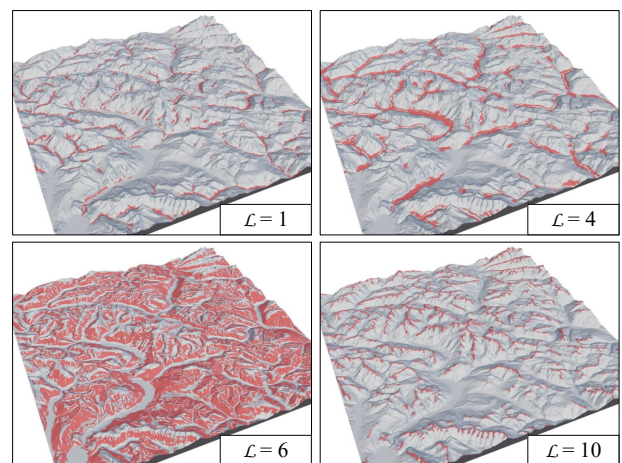 ℒ = 1
ℒ = 4
ℒ = 6
ℒ = 10